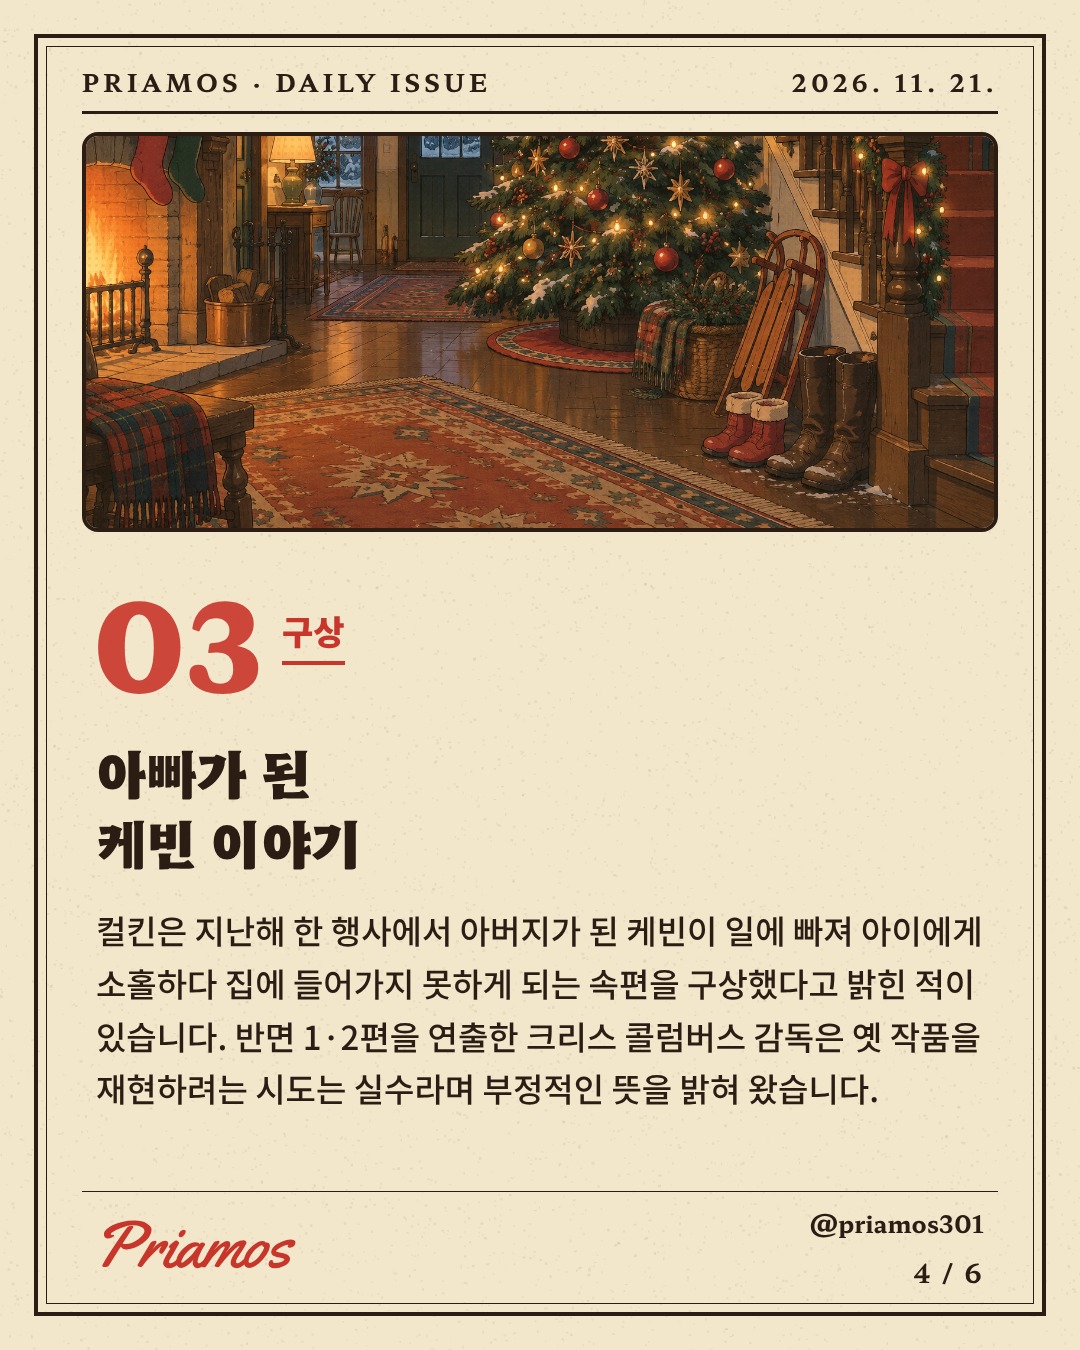 PRIAMOS · DAILY ISSUE
2026. 11. 21.
03
구상
아빠가 된
케빈 이야기
컬킨은 지난해 한 행사에서 아버지가 된 케빈이 일에 빠져 아이에게
소홀하다 집에 들어가지 못하게 되는 속편을 구상했다고 밝힌 적이
있습니다. 반면 1·2편을 연출한 크리스 콜럼버스 감독은 옛 작품을
재현하려는 시도는 실수라며 부정적인 뜻을 밝혀 왔습니다.
Priamos
@priamos301
4 / 6